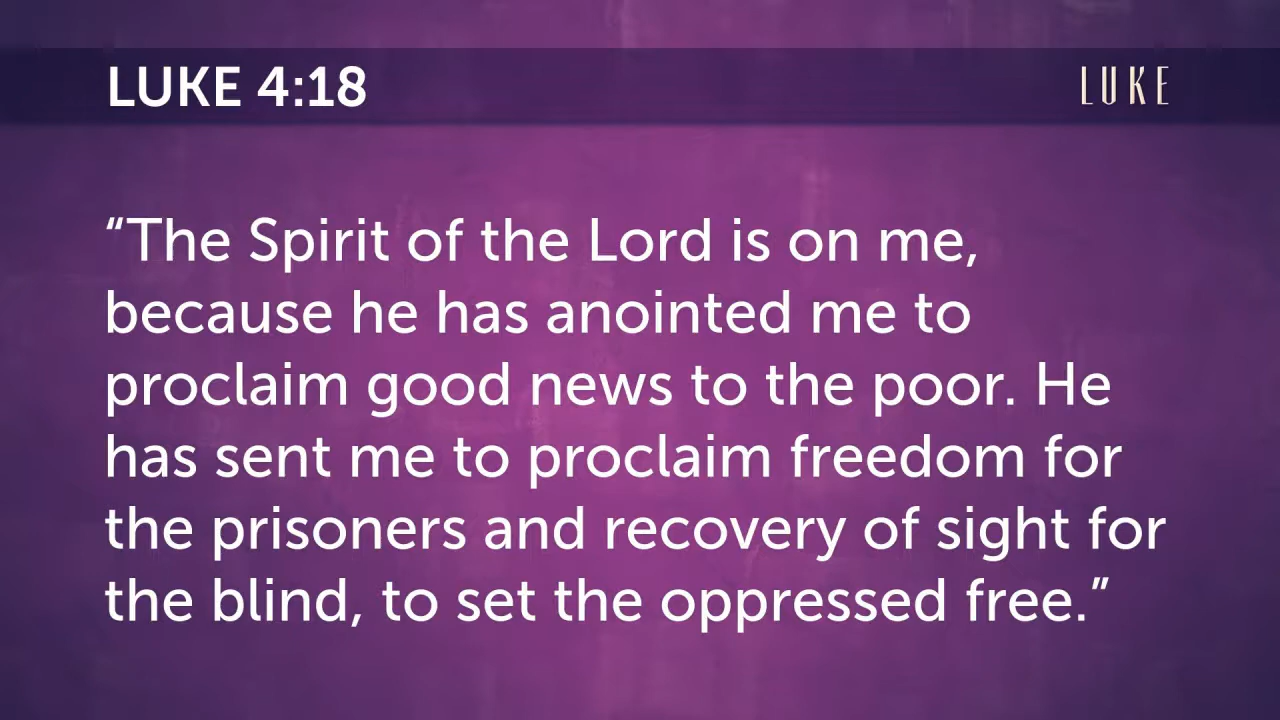 LUKE 4:18
LUKE
“The Spirit of the Lord is on me,
because he has anointed me to
proclaim good news to the poor. He
has sent me to proclaim freedom for
the prisoners and recovery of sight for
the blind, to set the oppressed free.”